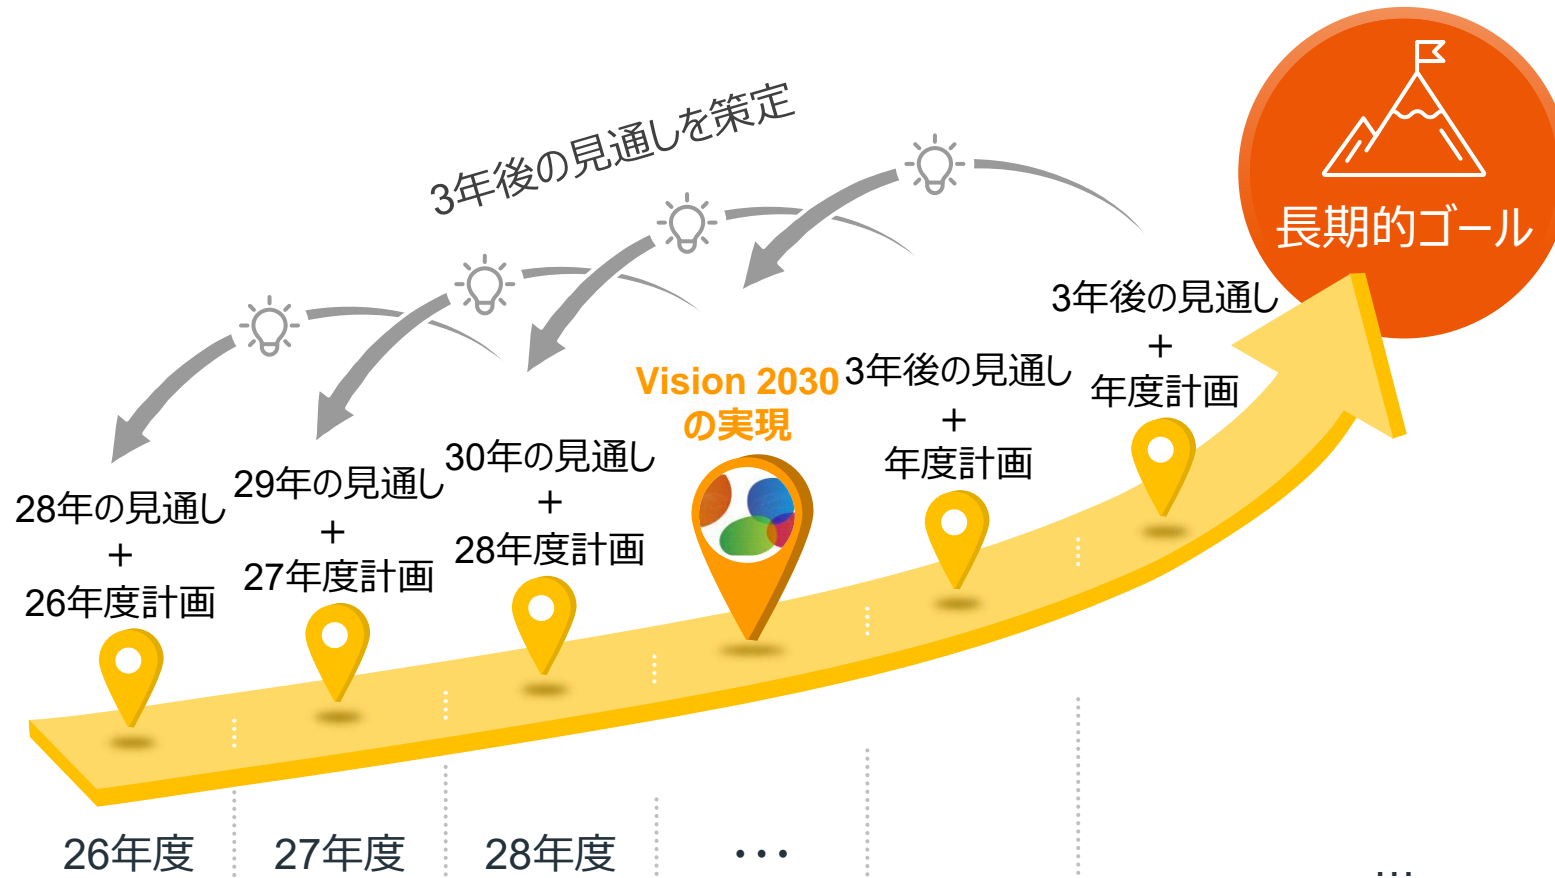 3年後の見通しを策定
長期的ゴール
28年の見通し
＋
26年度計画
29年の見通し
＋
27年度計画
30年の見通し
＋
28年度計画
Vision 2030
の実現
3年後の見通し
＋
年度計画
3年後の見通し
＋
年度計画
26年度
27年度
28年度
…
…